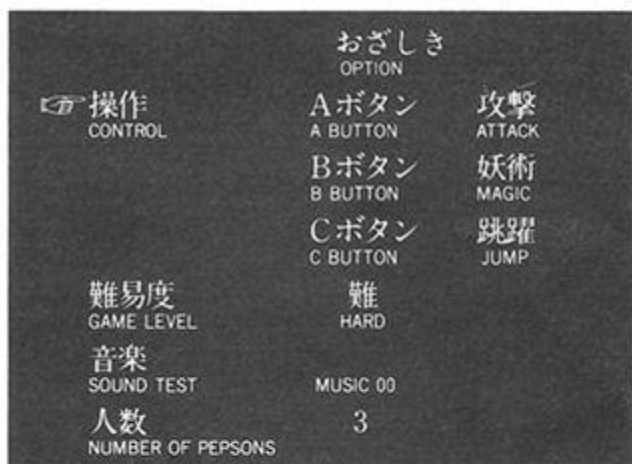 おざしき
OPTION
☞操作 Aボタン 攻撃
CONTROL A BUTTON ATTACK
Bボタン 妖術
B BUTTON MAGIC
Cボタン 跳躍
C BUTTON JUMP
難易度 難
GAME LEVEL HARD
音楽
SOUND TEST MUSIC 00
人数 3
NUMBER OF PEPSONS